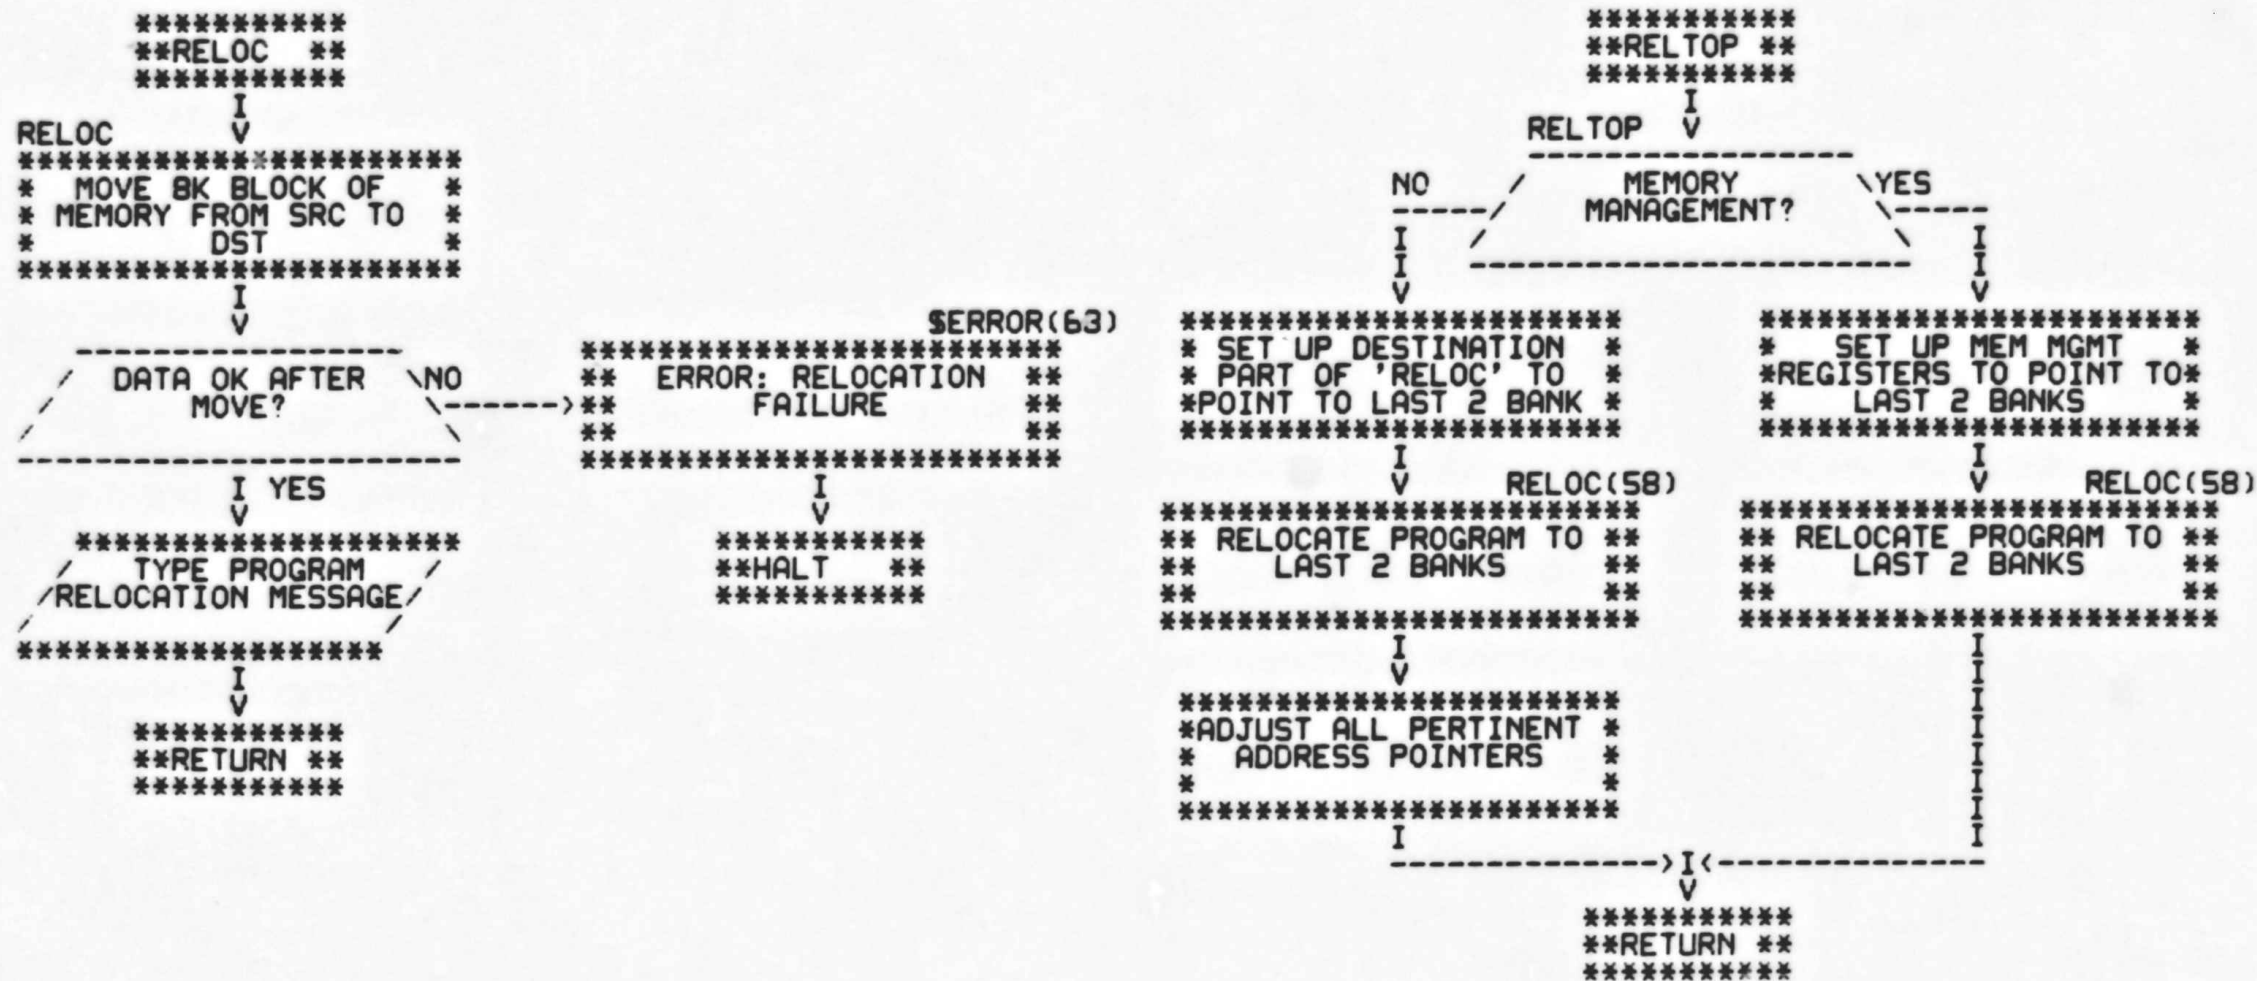 **RELOC **
RELOC
MOVE 8K BLOCK OF
MEMORY FROM SRC TO
DST
DATA OK AFTER
MOVE?
NO
YES
$ERROR(63)
ERROR: RELOCATION
FAILURE
**HALT **
TYPE PROGRAM
RELOCATION MESSAGE
**RETURN **
**RELTOP **
RELTOP
MEMORY
MANAGEMENT?
NO
YES
SET UP DESTINATION
PART OF 'RELOC' TO
POINT TO LAST 2 BANK
RELOC(58)
RELOCATE PROGRAM TO
LAST 2 BANKS
ADJUST ALL PERTINENT
ADDRESS POINTERS
SET UP MEM MGMT
REGISTERS TO POINT TO
LAST 2 BANKS
RELOC(58)
RELOCATE PROGRAM TO
LAST 2 BANKS
**RETURN **